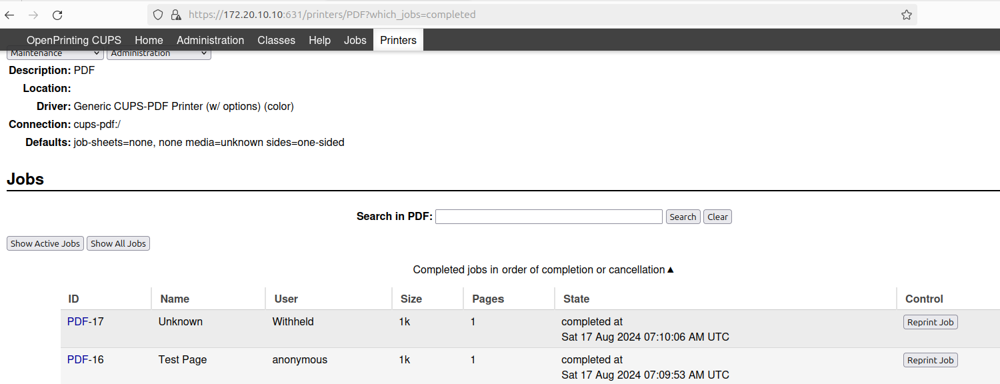 https://172.20.10.10:631/printers/PDF?which_jobs=completed
OpenPrinting CUPS Home Administration Classes Help Jobs Printers
Maintenance Administration
Description: PDF
Location:
Driver: Generic CUPS-PDF Printer (w/ options) (color)
Connection: cups-pdf:/
Defaults: job-sheets=none, none media=unknown sides=one-sided
Jobs
Search in PDF: Search Clear
Show Active Jobs Show All Jobs
Completed jobs in order of completion or cancellation▲
ID Name User Size Pages State Control
PDF-17 Unknown Withheld 1k 1 completed at Reprint Job
Sat 17 Aug 2024 07:10:06 AM UTC
PDF-16 Test Page anonymous 1k 1 completed at Reprint Job
Sat 17 Aug 2024 07:09:53 AM UTC